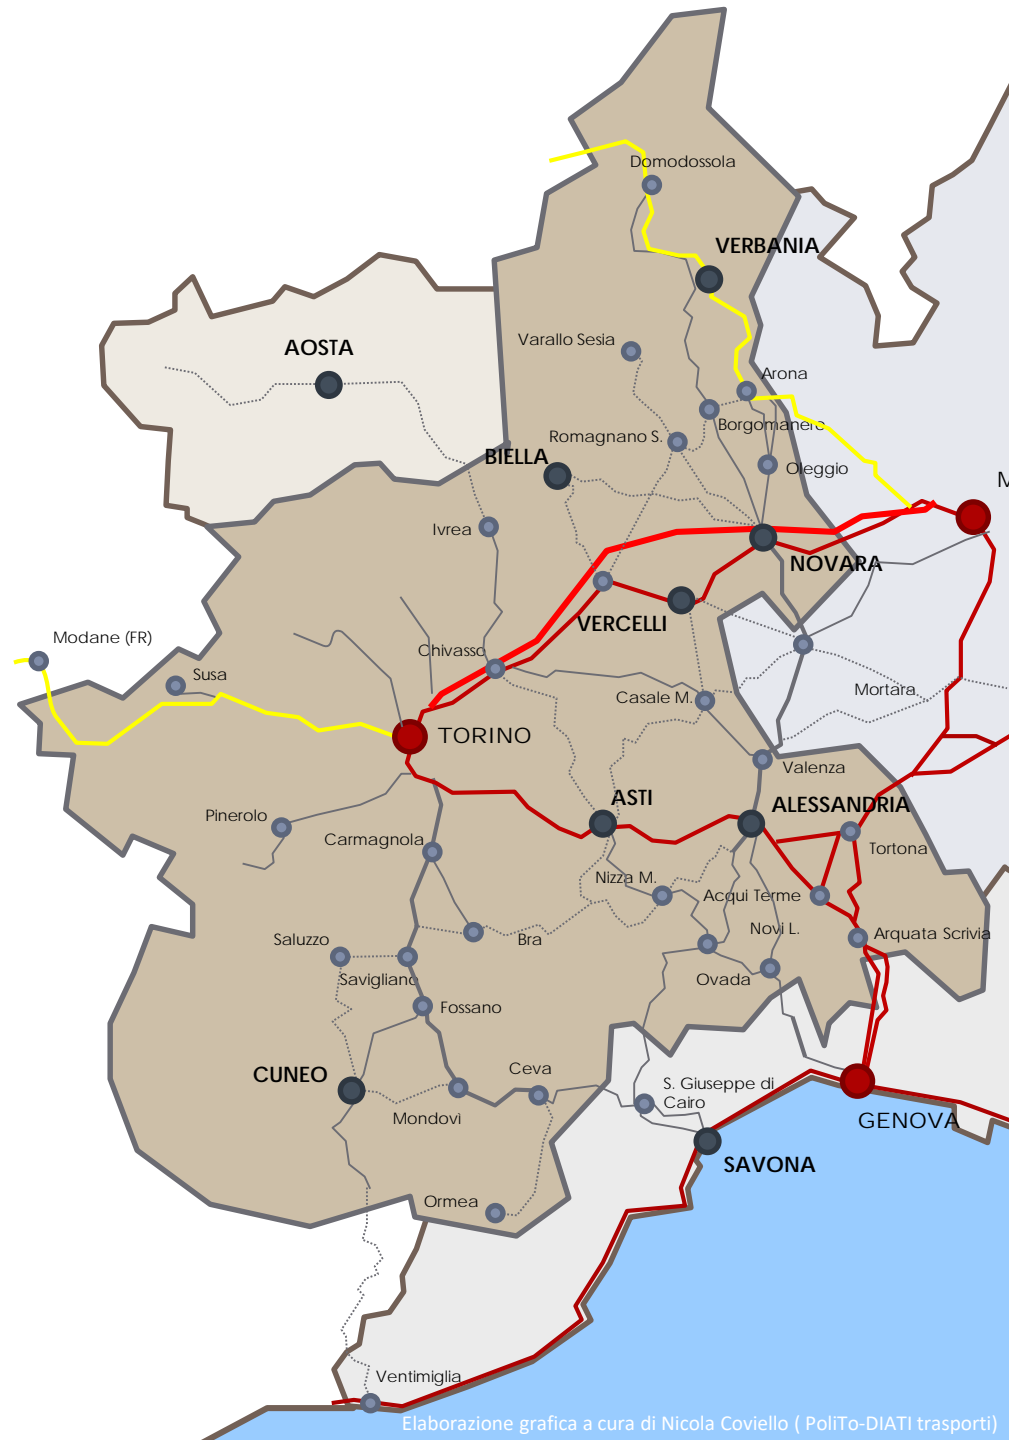 Domodossola
VERBANIA
Varallo Sesia
AOSTA
Arona
Borgomanero
Romagnano S.
BIELLA
Oleggio
M
Ivrea
NOVARA
VERCELLI
Modane (FR)
Chivasso
Susa
Mortara
Casale M.
TORINO
Valenza
ASTI
ALESSANDRIA
Pinerolo
Carmagnola
Tortona
Nizza M.
Acqui Terme
Novi L.
Arquata Scrivia
Saluzzo
Bra
Savigliano
Ovada
Fossano
CUNEO
Ceva
S. Giuseppe di
Cairo
Mondovì
GENOVA
SAVONA
Ormea
Ventimiglia
Elaborazione grafica a cura di Nicola Coviello ( PoliTo-DIATI trasporti)